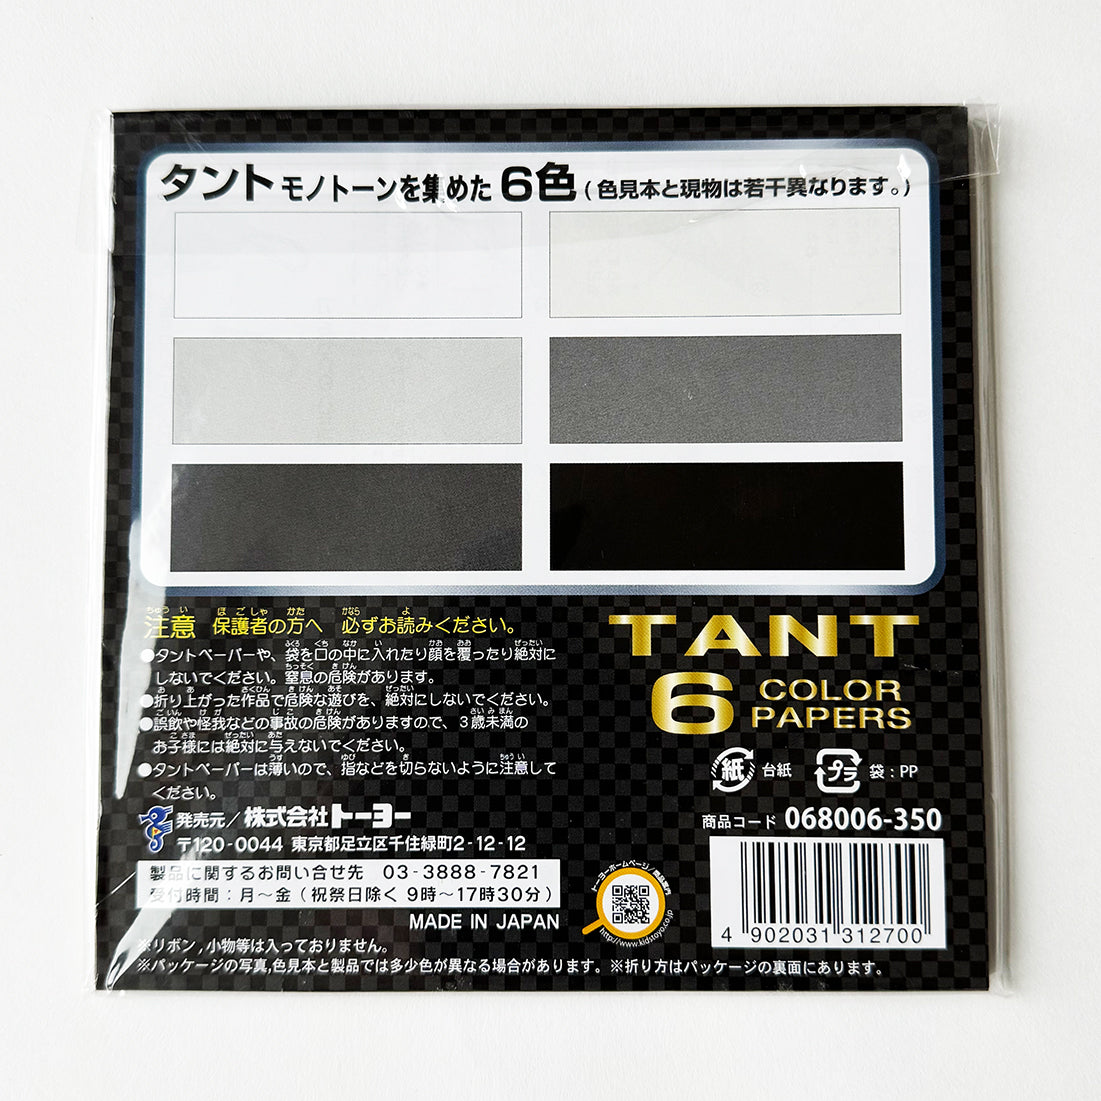 タント モノトーンを集めた 6色 (色見本と現物は若干異なります。)
注意 保護者の方へ 必ずお読みください。
●タントペーパーや、袋を口の中に入れたり顔を覆ったり絶対に
しないでください。窒息の危険があります。
●折り上がった作品で危険な遊びを、絶対にしないでください。
●誤飲や怪我などの事故の危険がありますので、3歳未満の
お子様には絶対に与えないでください。
●タントペーパーは薄いので、指などを切らないように注意して
ください。
発売元/株式会社トーヨー
〒120-0044 東京都足立区千住緑町2-12-12
製品に関するお問い合せ先 03-3888-7821
受付時間:月~金(祝祭日除く 9時~17時30分)
MADE IN JAPAN
※リボン,小物等は入っておりません。
※パッケージの写真,色見本と製品では多少色が異なる場合があります。※折り方はパッケージの裏面にあります。
TANT
6 COLOR
PAPERS
紙 台紙 プラ 袋:PP
商品コード 068006-350
トーヨーホームページ/商品案内
http://www.kidstoyo.co.jp
4 902031 312700